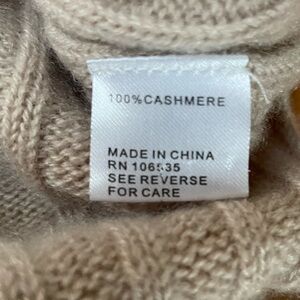 100%CASHMERE
MADE IN CHINA
RN 106535
SEE REVERSE
FOR CARE